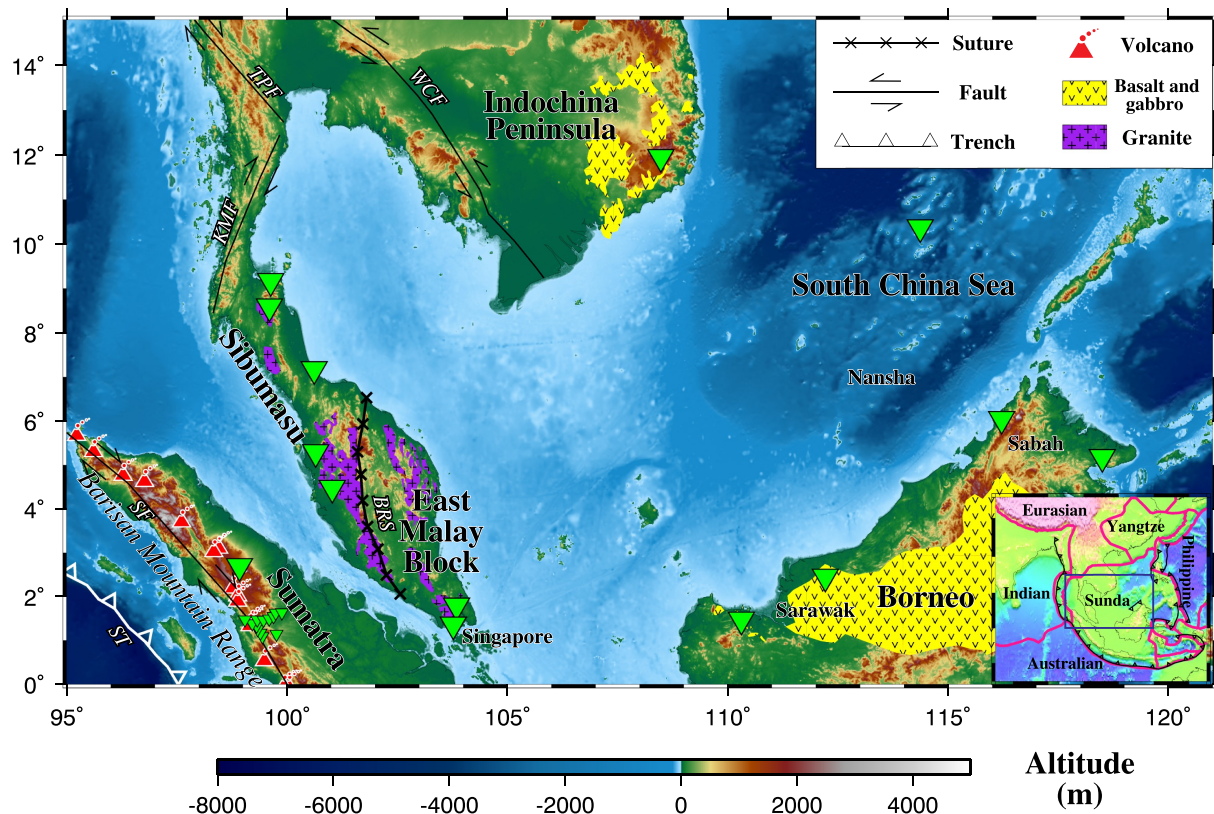 14°
12°
10°
8°
6°
4°
2°
0°
95°
100°
105°
110°
115°
120°
TPF
WCF
KMF
Indochina
Peninsula
Suture
Fault
Trench
Volcano
Basalt and
gabbro
Granite
South China Sea
Nansha
Sibumasu
BRS
East
Malay
Block
Sabah
SF
Barisan Mountain Range
Sumatra
ST
Singapore
Sarawak
Borneo
Eurasian
Yangtze
Philippine
Indian
Sunda
Australian
-8000
-6000
-4000
-2000
0
2000
4000
Altitude
(m)